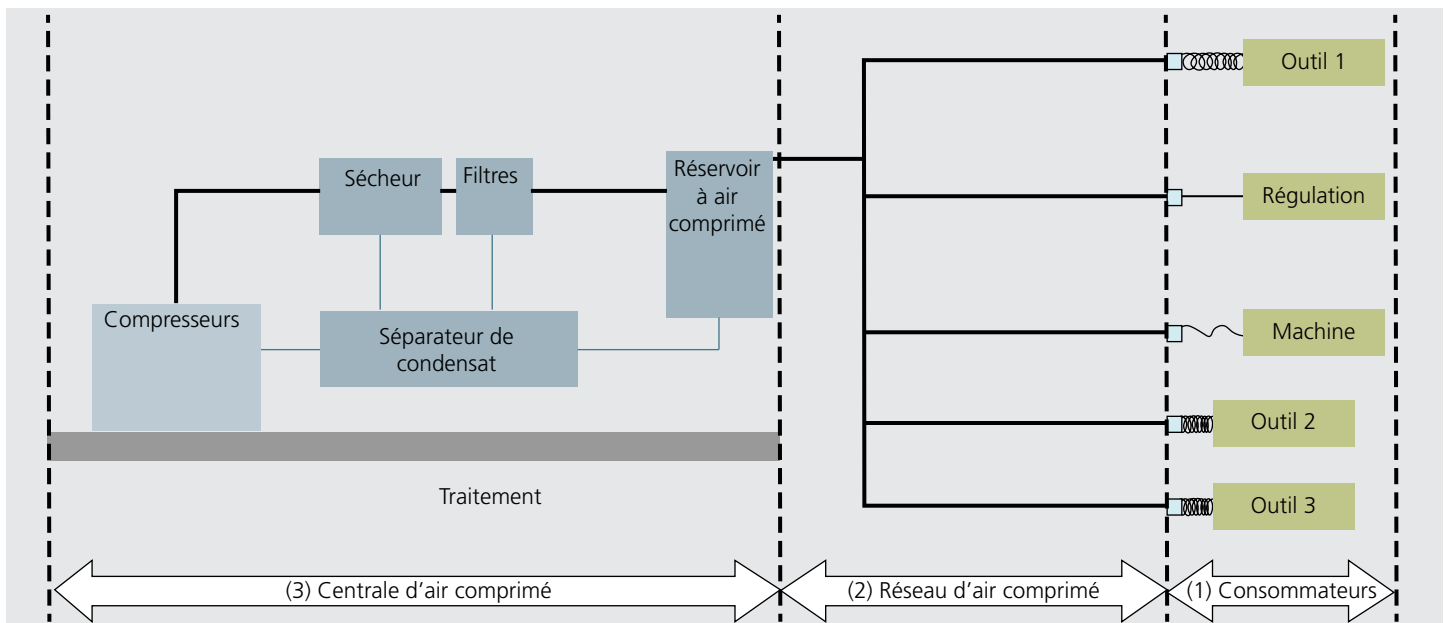 Outil 1
Sécheur
Filtres
Réservoir
à air
comprimé
Régulation
Compresseurs
Séparateur de
condensat
Machine
Outil 2
Traitement
Outil 3
(3) Centrale d'air comprimé
(2) Réseau d'air comprimé
(1) Consommateurs